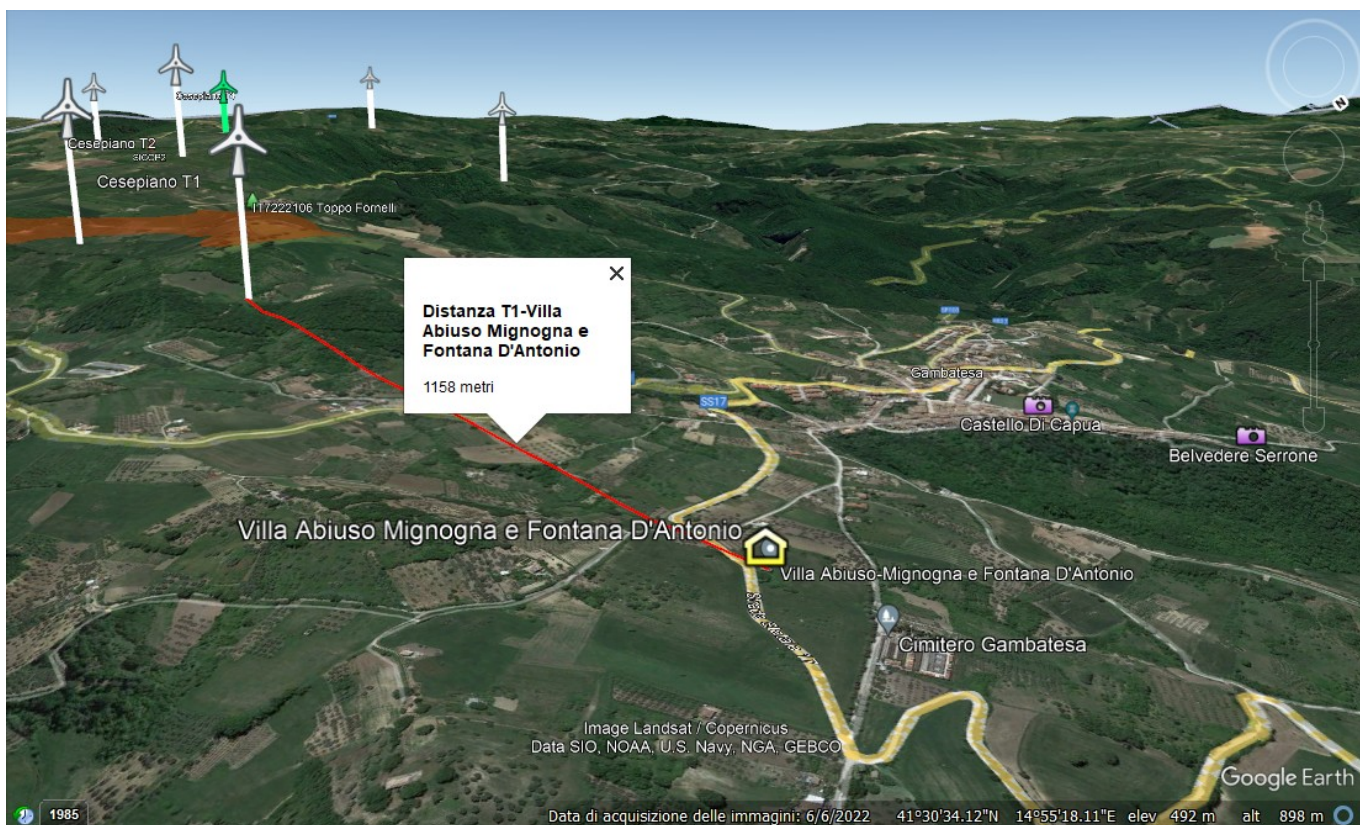 Cesepiano T2
Cesepiano T1
I17222106 Toppo Fornelli
Distanza T1-Villa
Abiuso Mignogna e
Fontana D'Antonio
1158 metri
Gambatesa
SS17
Castello Di Capua
Belvedere Serrone
Villa Abiuso Mignogna e Fontana D'Antonio
Villa Abiuso-Mignogna e Fontana D'Antonio
Cimitero Gambatesa
Image Landsat / Copernicus
Data SIO, NOAA, U.S. Navy, NGA, GEBCO
Google Earth
N
1985
Data di acquisizione delle immagini: 6/6/2022 41°30'34.12"N 14°55'18.11"E elev 492 m alt 898 m